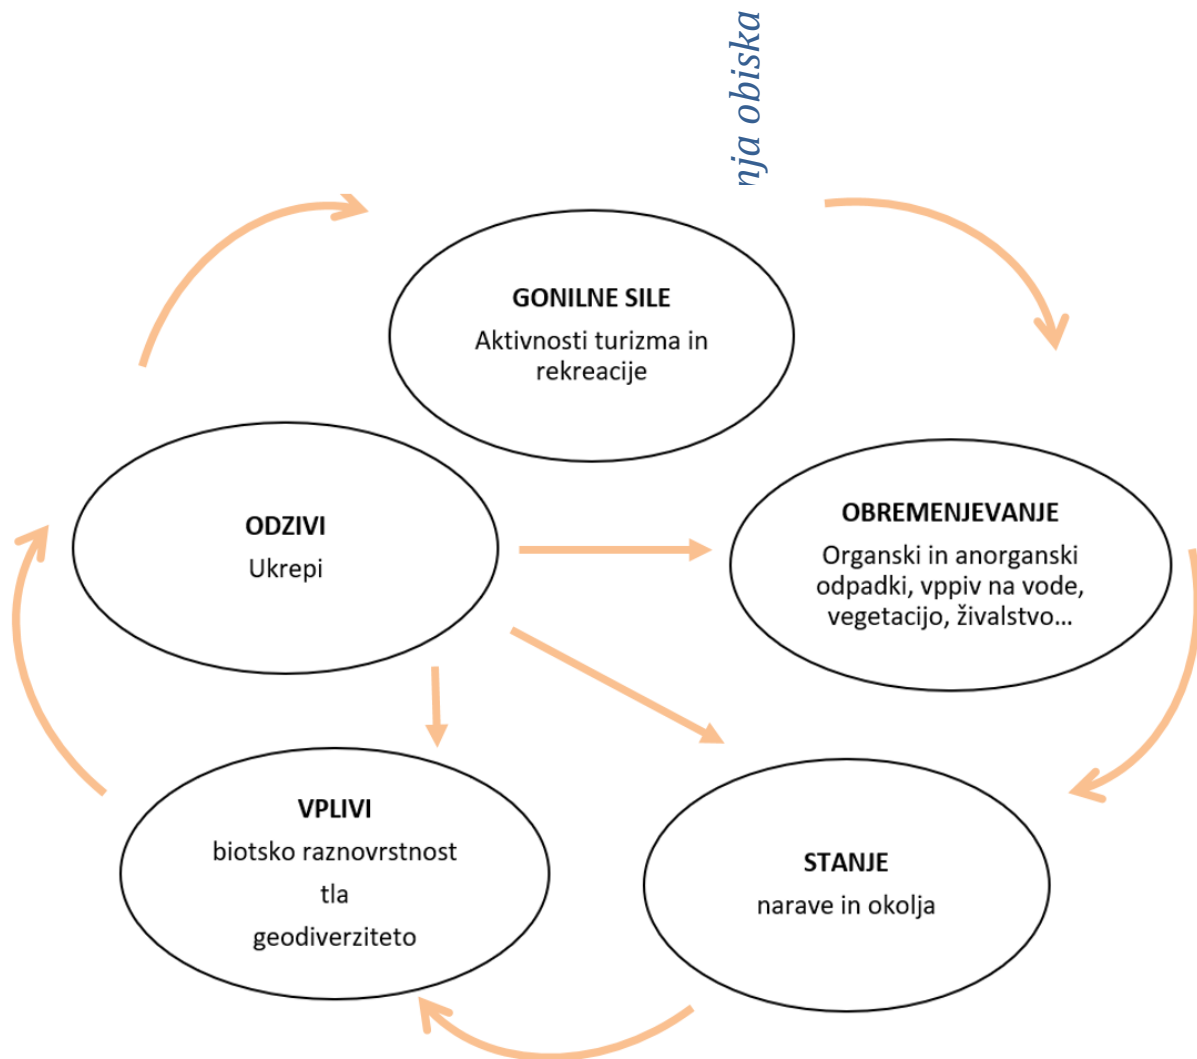 nja obiska
GONILNE SILE
Aktivnosti turizma in
rekreacije
ODZIVI
Ukrepi
OBREMENJEVANJE
Organski in anorganski
odpadki, vppiv na vode,
vegetacijo, živalstvo...
VPLIVI
biotsko raznovrstnost
tla
geodiverziteto
STANJE
narave in okolja